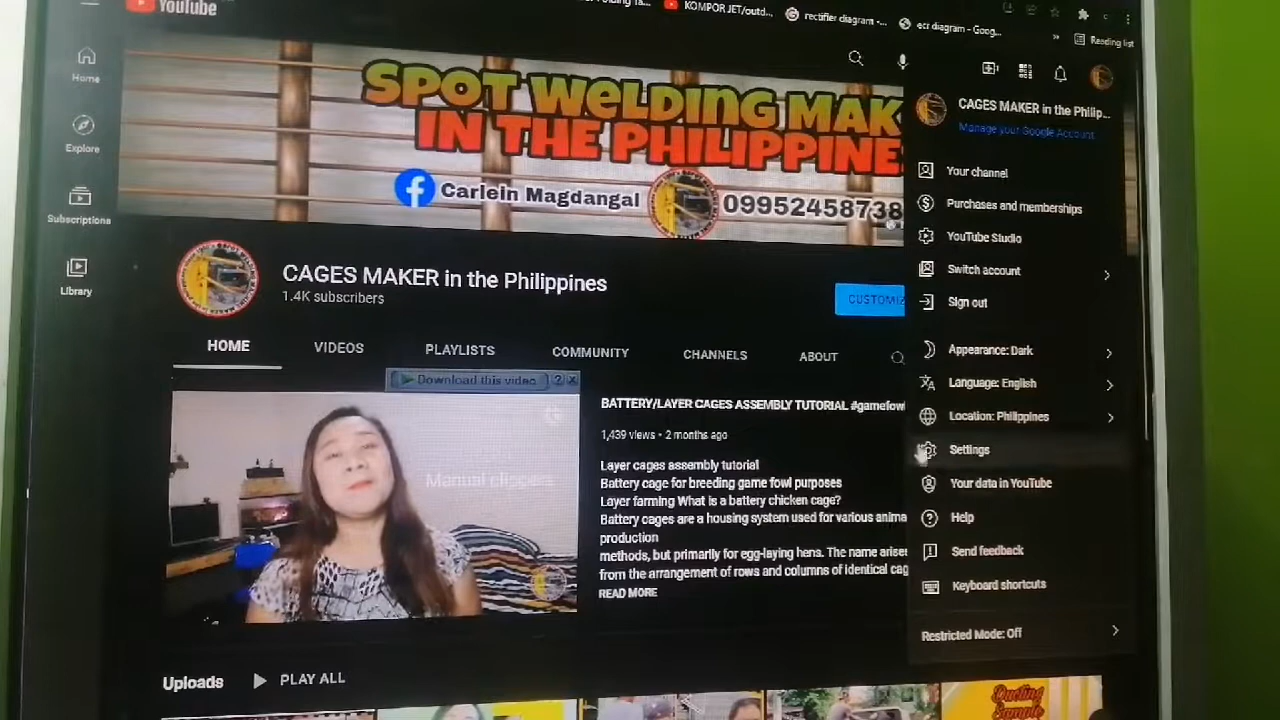 YouTube
KOMPOR JET/outd...
rectifier diagram -...
ecr diagram - Goog...
Reading list
Home
Explore
Subscriptions
Library
SPOT WELDING MAK
IN THE PHILIPPINE
Carlein Magdangal
09952458738
CAGES MAKER in the Philippines
1.4K subscribers
CUSTOMIZ
HOME
VIDEOS
PLAYLISTS
COMMUNITY
CHANNELS
ABOUT
Download this video
? X
Manual clippers
BATTERY/LAYER CAGES ASSEMBLY TUTORIAL #gamefowl
1,439 views • 2 months ago
Layer cages assembly tutorial
Battery cage for breeding game fowl purposes
Layer farming What is a battery chicken cage?
Battery cages are a housing system used for various anima
production
methods, but primarily for egg-laying hens. The name arises
from the arrangement of rows and columns of identical cag
READ MORE
Uploads
PLAY ALL
CAGES MAKER in the Philip...
Manage your Google Account
Your channel
Purchases and memberships
YouTube Studio
Switch account
Sign out
Appearance: Dark
Language: English
Location: Philippines
Settings
Your data in YouTube
Help
Send feedback
Keyboard shortcuts
Restricted Mode: Off
Ducting
Sample